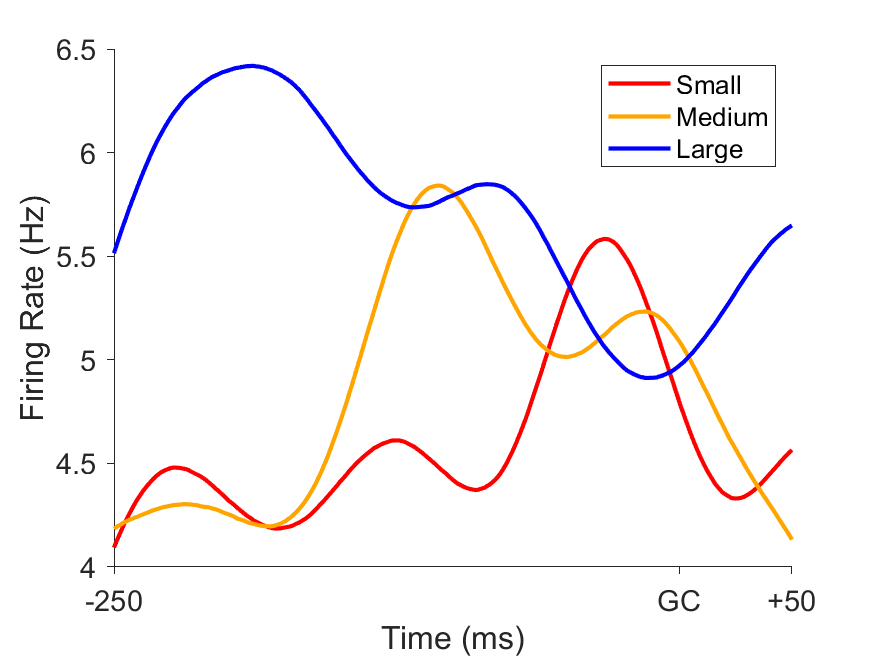 6.5
6
5.5
5
4.5
4
Firing Rate (Hz)
Small
Medium
Large
-250
GC
+50
Time (ms)